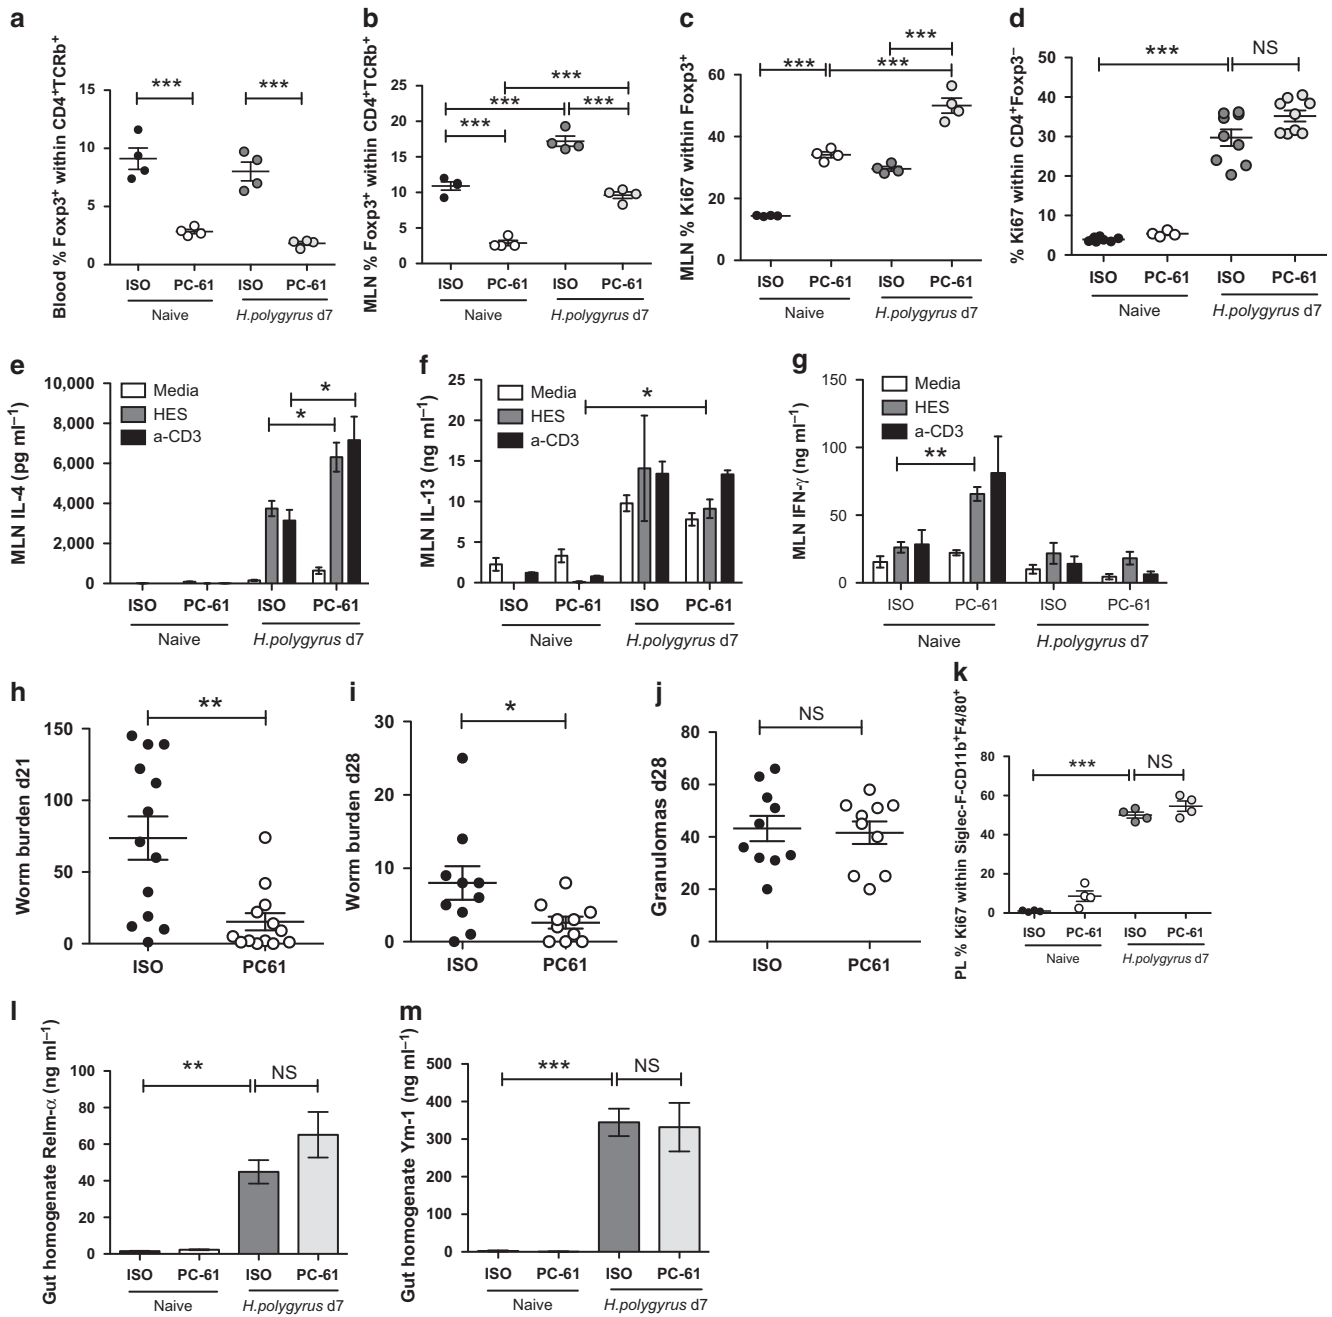 a
Blood % Foxp3⁺ within CD4⁺TCRb⁺
15
10
5
0
***
***
ISO PC-61 ISO PC-61
Naive H.polygyrus d7
b
MLN % Foxp3⁺ within CD4⁺TCRb⁺
25
20
15
10
5
0
***
*** ***
***
ISO PC-61 ISO PC-61
Naive H.polygyrus d7
c
MLN % Ki67 within Foxp3⁺
60
40
20
0
***
*** ***
ISO PC-61 ISO PC-61
Naive H.polygyrus d7
d
% Ki67 within CD4⁺Foxp3⁻
50
40
30
20
10
0
*** NS
ISO PC-61 ISO PC-61
Naive H.polygyrus d7
e
MLN IL-4 (pg ml⁻¹)
10,000
8,000
6,000
4,000
2,000
0
Media
HES
a-CD3
*
*
ISO PC-61 ISO PC-61
Naive H.polygyrus d7
f
MLN IL-13 (ng ml⁻¹)
25
20
15
10
5
0
Media
HES
a-CD3
*
ISO PC-61 ISO PC-61
Naive H.polygyrus d7
g
MLN IFN-γ (ng ml⁻¹)
150
100
50
0
Media
HES
a-CD3
**
ISO PC-61 ISO PC-61
Naive H.polygyrus d7
h
Worm burden d21
150
100
50
0
**
ISO PC61
i
Worm burden d28
30
20
10
0
*
ISO PC61
j
Granulomas d28
80
60
40
20
0
NS
ISO PC61
k
PL % Ki67 within Siglec-F-CD11b⁺F4/80⁺
80
60
40
20
0
*** NS
ISO PC-61 ISO PC-61
Naive H.polygyrus d7
l
Gut homogenate Relm-α (ng ml⁻¹)
100
80
60
40
20
0
** NS
ISO PC-61 ISO PC-61
Naive H.polygyrus d7
m
Gut homogenate Ym-1 (ng ml⁻¹)
500
400
300
200
100
0
*** NS
ISO PC-61 ISO PC-61
Naive H.polygyrus d7